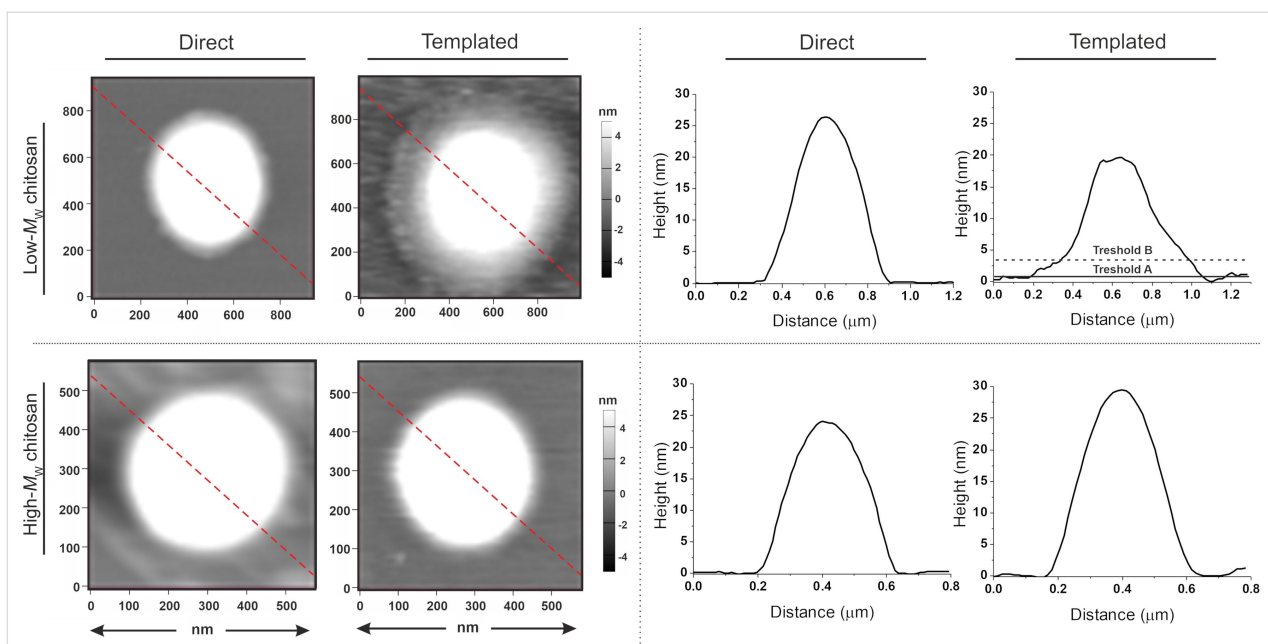 Direct
Templated
Direct
Templated
Low-Mw chitosan
800
600
400
200
0
0 200 400 600 800
0 200 400 600 800
nm
4
2
0
-2
-4
Height (nm)
30
25
20
15
10
5
0
0.0 0.2 0.4 0.6 0.8 1.0 1.2
Distance (μm)
Height (nm)
30
25
20
15
10
5
0
Treshold B
Treshold A
0.0 0.2 0.4 0.6 0.8 1.0 1.2
Distance (μm)
High-Mw chitosan
500
400
300
200
100
0
0 100 200 300 400 500
nm
500
400
300
200
100
0
0 100 200 300 400 500
nm
nm
4
2
0
-2
-4
Height (nm)
30
25
20
15
10
5
0
0.0 0.2 0.4 0.6 0.8
Distance (μm)
Height (nm)
30
25
20
15
10
5
0
0.0 0.2 0.4 0.6 0.8
Distance (μm)